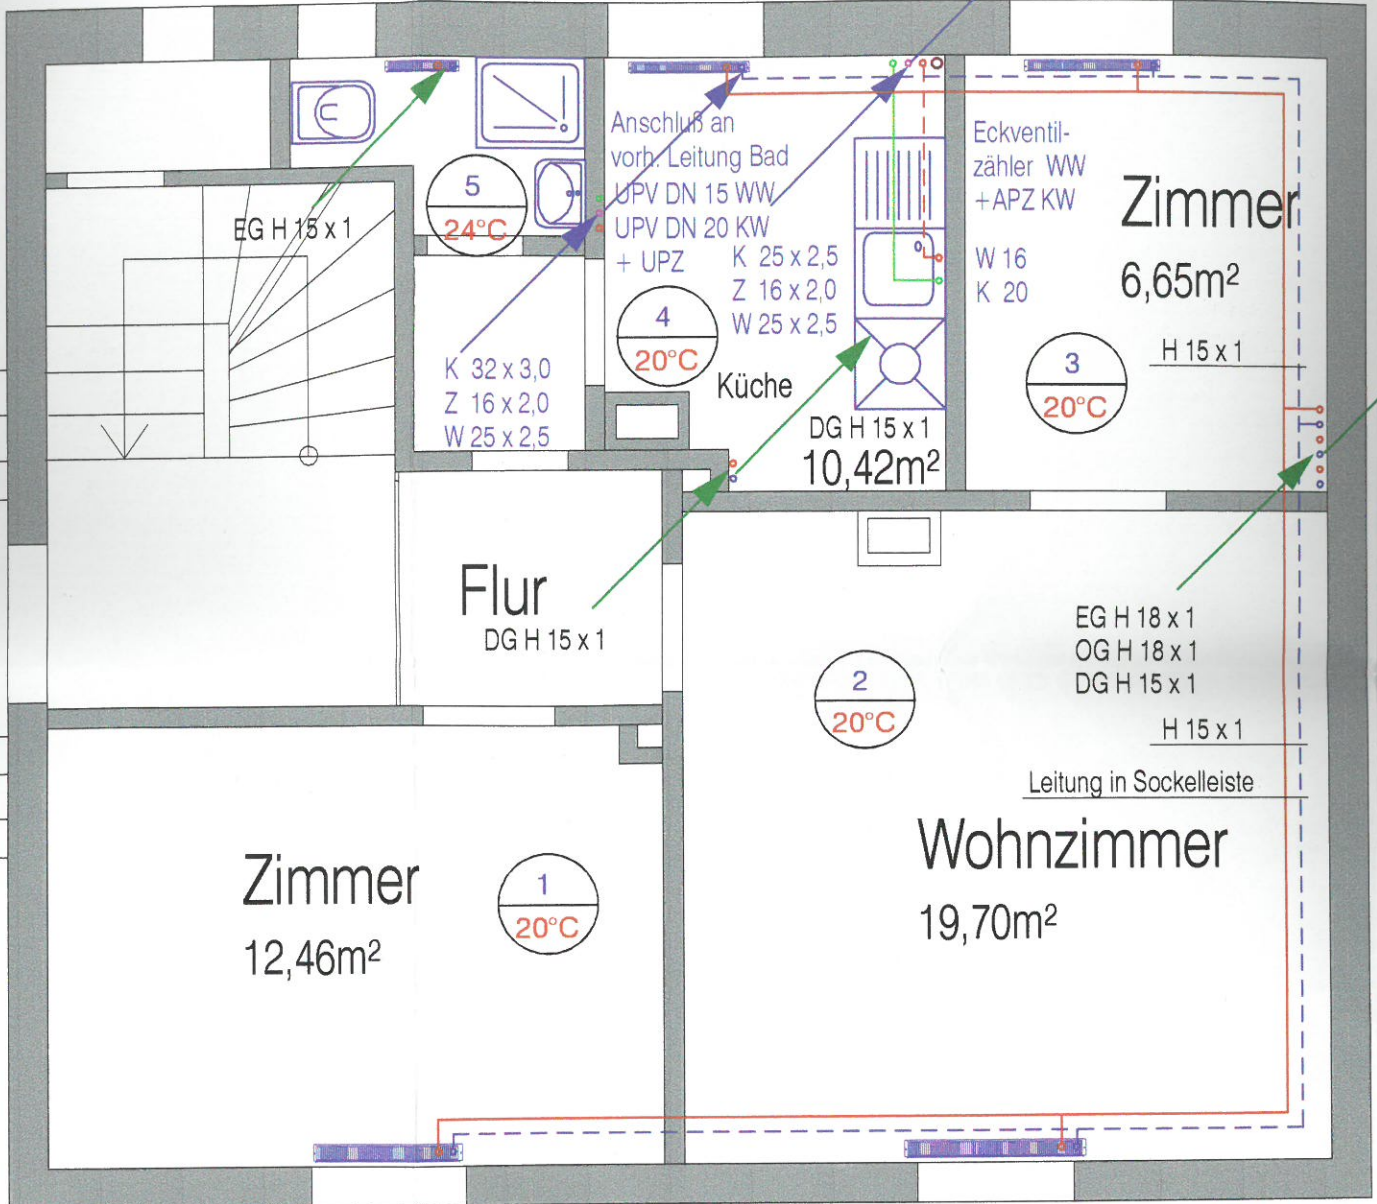 5
24°C
EG H 15 x 1
Anschluß an
vorh. Leitung Bad
UPV DN 15 WW
UPV DN 20 KW
+ UPZ
K 25 x 2,5
Z 16 x 2,0
W 25 x 2,5
4
20°C
Küche
DG H 15 x 1
10,42m²
K 32 x 3,0
Z 16 x 2,0
W 25 x 2,5
Eckventil-
zähler WW
+APZ KW
W 16
K 20
Zimmer
6,65m²
H 15 x 1
3
20°C
Flur
DG H 15 x 1
EG H 18 x 1
OG H 18 x 1
DG H 15 x 1
H 15 x 1
Leitung in Sockelleiste
2
20°C
Wohnzimmer
19,70m²
Zimmer
12,46m²
1
20°C